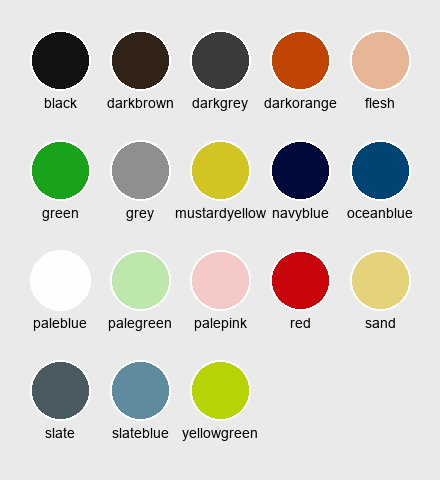 black darkbrown darkgrey darkorange flesh
green grey mustardyellow navyblue oceanblue
paleblue palegreen palepink red sand
slate slateblue yellowgreen